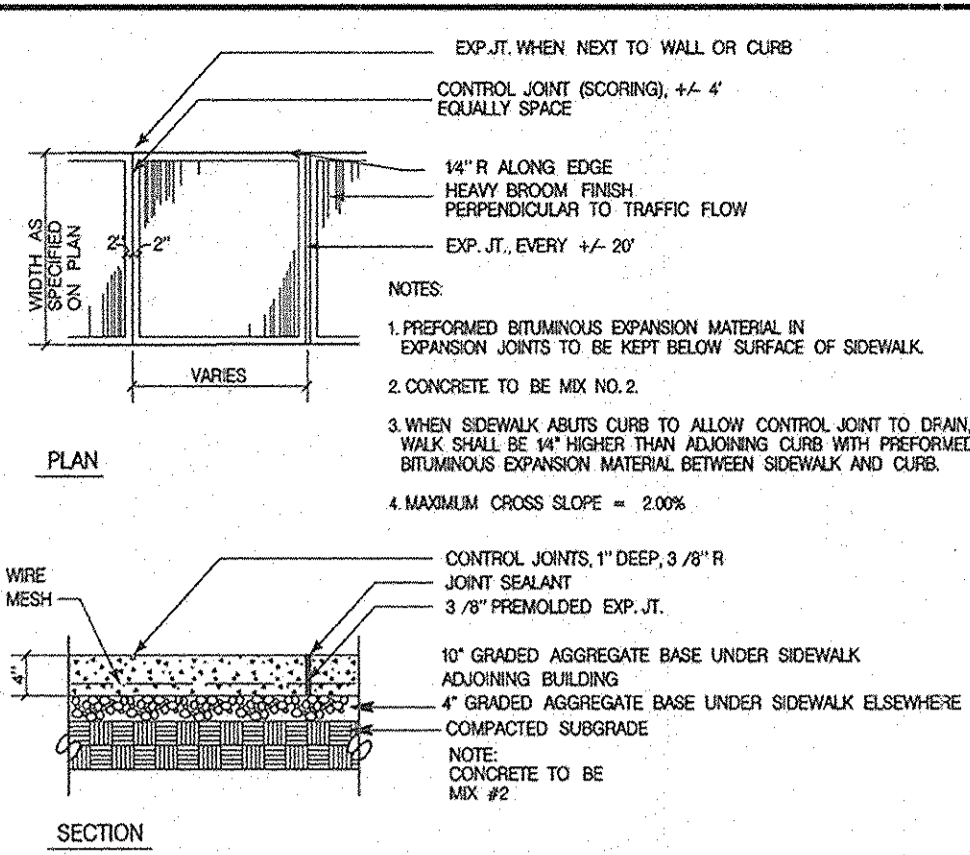 EXP.JT. WHEN NEXT TO WALL OR CURB
CONTROL JOINT (SCORING), +/- 4'
EQUALLY SPACE
1/4" R ALONG EDGE
HEAVY BROOM FINISH
PERPENDICULAR TO TRAFFIC FLOW
EXP. JT., EVERY +/- 20'
WIDTH AS
SPECIFIED
ON PLAN
2" 2"
VARIES
PLAN
NOTES:
1. PREFORMED BITUMINOUS EXPANSION MATERIAL IN
EXPANSION JOINTS TO BE KEPT BELOW SURFACE OF SIDEWALK.
2. CONCRETE TO BE MIX NO. 2.
3. WHEN SIDEWALK ABUTS CURB TO ALLOW CONTROL JOINT TO DRAIN,
WALK SHALL BE 1/4" HIGHER THAN ADJOINING CURB WITH PREFORMED
BITUMINOUS EXPANSION MATERIAL BETWEEN SIDEWALK AND CURB.
4. MAXIMUM CROSS SLOPE = 2.00%
CONTROL JOINTS, 1" DEEP, 3/8" R
JOINT SEALANT
3/8" PREMOLDED EXP. JT.
WIRE
MESH
4"
10" GRADED AGGREGATE BASE UNDER SIDEWALK
ADJOINING BUILDING
4" GRADED AGGREGATE BASE UNDER SIDEWALK ELSEWHERE
COMPACTED SUBGRADE
NOTE:
CONCRETE TO BE
MIX #2
SECTION